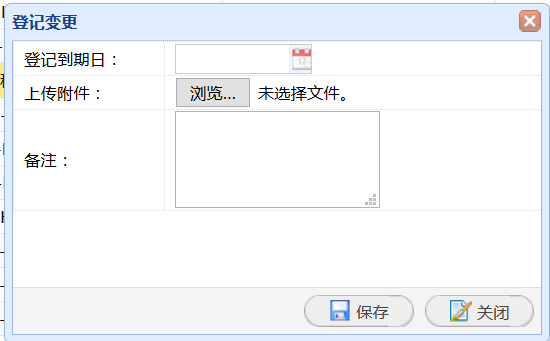 登记变更
登记到期日：
上传附件： 浏览... 未选择文件。
备注：
保存 关闭